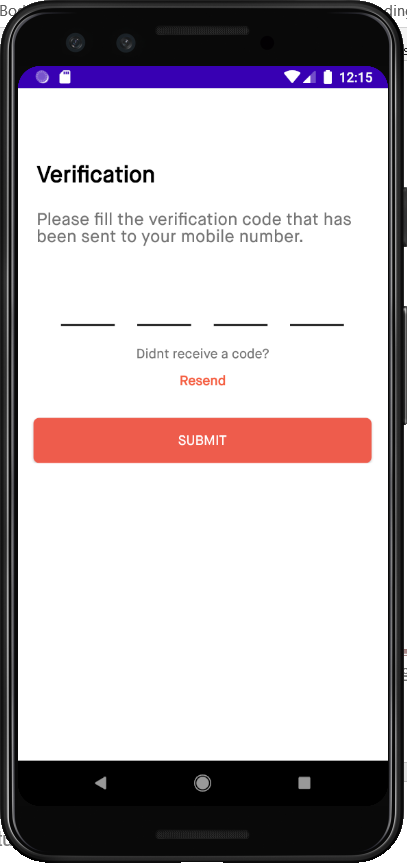 12:15
Verification
Please fill the verification code that has
been sent to your mobile number.
Didnt receive a code?
Resend
SUBMIT